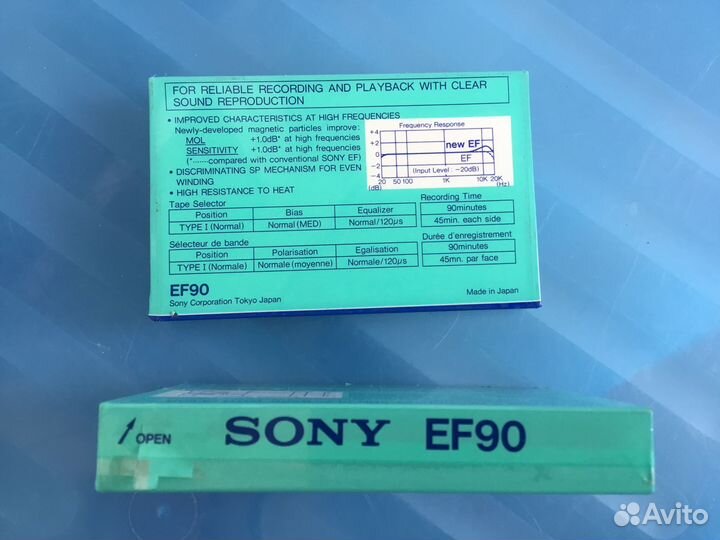 FOR RELIABLE RECORDING AND PLAYBACK WITH CLEAR
SOUND REPRODUCTION
• IMPROVED CHARACTERISTICS AT HIGH FREQUENCIES
Newly-developed magnetic particles improve:
MOL +1.0dB* at high frequencies
SENSITIVITY +1.0dB* at high frequencies
(*······compared with conventional SONY EF)
• DISCRIMINATING SP MECHANISM FOR EVEN
WINDING
• HIGH RESISTANCE TO HEAT
Frequency Response
+4
+2
0
−2
−4
new EF
EF
(Input Level : −20dB)
20 50 100 1K 10K 20K
(dB) (Hz)
Tape Selector
Position Bias Equalizer
TYPE I (Normal) Normal (MED) Normal/120μs
Recording Time
90minutes
45min. each side
Sélecteur de bande
Position Polarisation Egalisation
TYPE I (Normale) Normale (moyenne) Normale/120μs
Durée d'enregistrement
90minutes
45mn. par face
EF90
Sony Corporation Tokyo Japan
Made in Japan
OPEN
SONY EF90
Avito